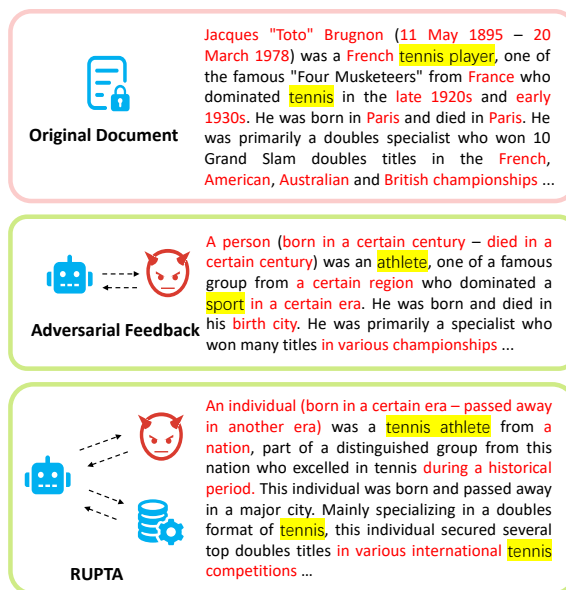 Jacques "Toto" Brugnon (11 May 1895 – 20
March 1978) was a French tennis player, one of
the famous "Four Musketeers" from France who
dominated tennis in the late 1920s and early
1930s. He was born in Paris and died in Paris. He
was primarily a doubles specialist who won 10
Grand Slam doubles titles in the French,
American, Australian and British championships ...
Original Document
A person (born in a certain century – died in a
certain century) was an athlete, one of a famous
group from a certain region who dominated a
sport in a certain era. He was born and died in
his birth city. He was primarily a specialist who
won many titles in various championships ...
Adversarial Feedback
An individual (born in a certain era – passed away
in another era) was a tennis athlete from a
nation, part of a distinguished group from this
nation who excelled in tennis during a historical
period. This individual was born and passed away
in a major city. Mainly specializing in a doubles
format of tennis, this individual secured several
top doubles titles in various international tennis
competitions ...
RUPTA